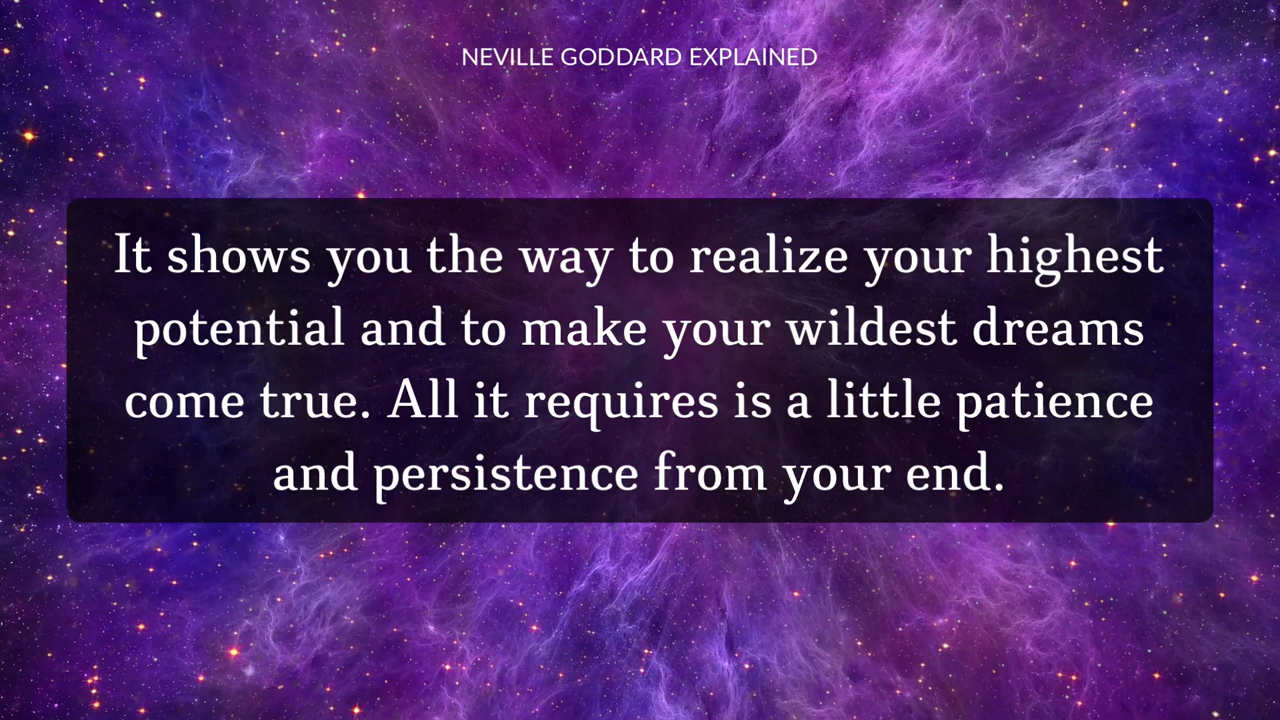 NEVILLE GODDARD EXPLAINED
It shows you the way to realize your highest
potential and to make your wildest dreams
come true. All it requires is a little patience
and persistence from your end.